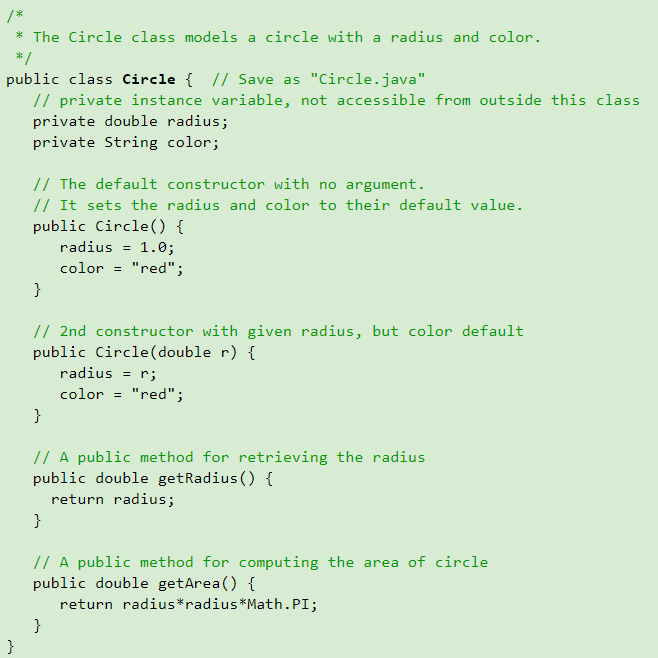 /*
 * The Circle class models a circle with a radius and color.
 */
public class Circle {  // Save as "Circle.java"
   // private instance variable, not accessible from outside this class
   private double radius;
   private String color;

   // The default constructor with no argument.
   // It sets the radius and color to their default value.
   public Circle() {
      radius = 1.0;
      color = "red";
   }

   // 2nd constructor with given radius, but color default
   public Circle(double r) {
      radius = r;
      color = "red";
   }

   // A public method for retrieving the radius
   public double getRadius() {
     return radius;
   }

   // A public method for computing the area of circle
   public double getArea() {
      return radius*radius*Math.PI;
   }
}